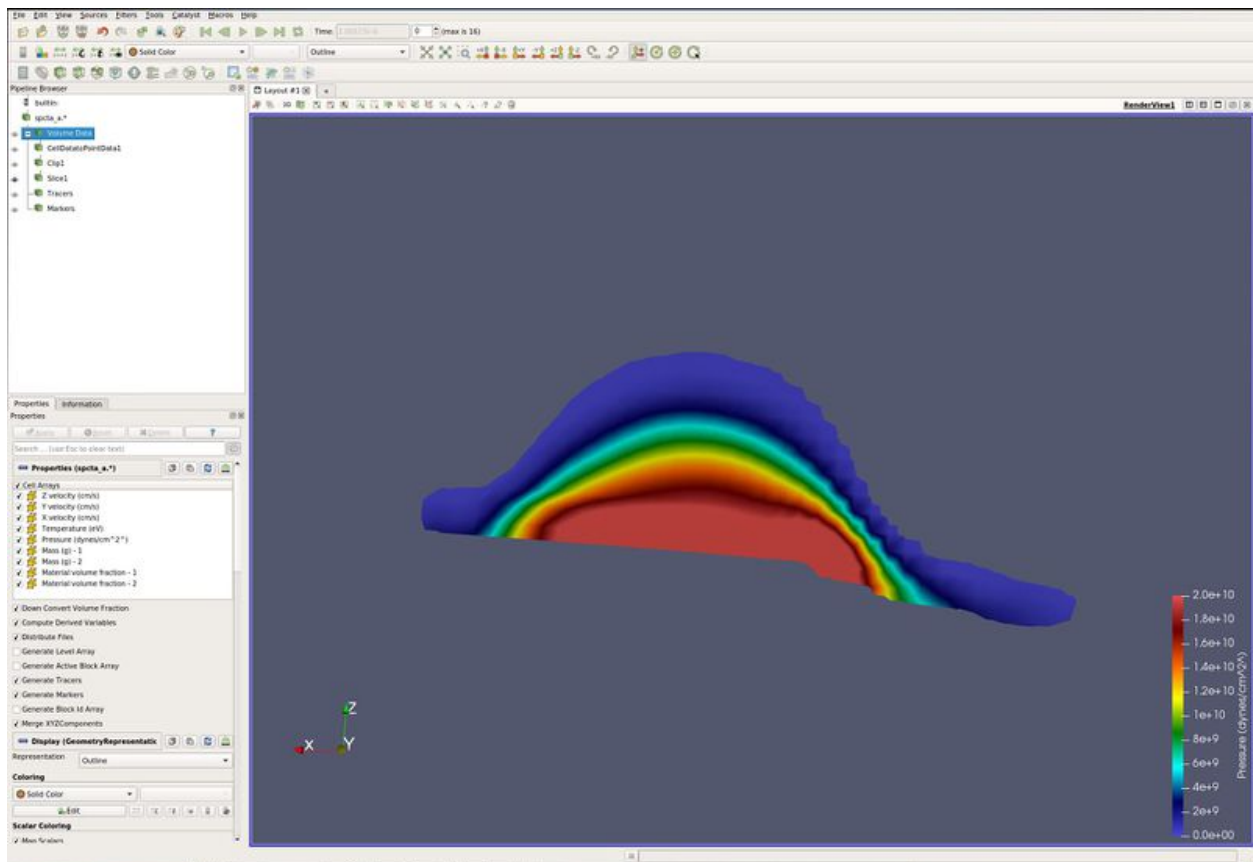 File Edit View Sources Filters Tools Catalyst Macros Help
Time: 0 (max is 16)
Solid Color Outline
Pipeline Browser
builtin:
spcta_a.*
Volume Data
CellDatatoPointData1
Clip1
Slice1
Tracers
Markers
Layout #1
3D
RenderView1
Properties Information
Properties
Apply Reset Delete ?
Search ... (use Esc to clear text)
Properties (spcta_a.*)
Cell Arrays
Z velocity (cm/s)
Y velocity (cm/s)
X velocity (cm/s)
Temperature (eV)
Pressure (dynes/cm^2^)
Mass (g) - 1
Mass (g) - 2
Material volume fraction - 1
Material volume fraction - 2
Down Convert Volume Fraction
Compute Derived Variables
Distribute Files
Generate Level Array
Generate Active Block Array
Generate Tracers
Generate Markers
Generate Block Id Array
Merge XYZComponents
Display (GeometryRepresentatic
Representation Outline
Coloring
Solid Color
Edit
Scalar Coloring
Map Scalars
Z
X
Y
2.0e+10
1.8e+10
1.6e+10
1.4e+10
1.2e+10
1e+10
8e+9
6e+9
4e+9
2e+9
0.0e+00
Pressure (dynes/cm^2^)